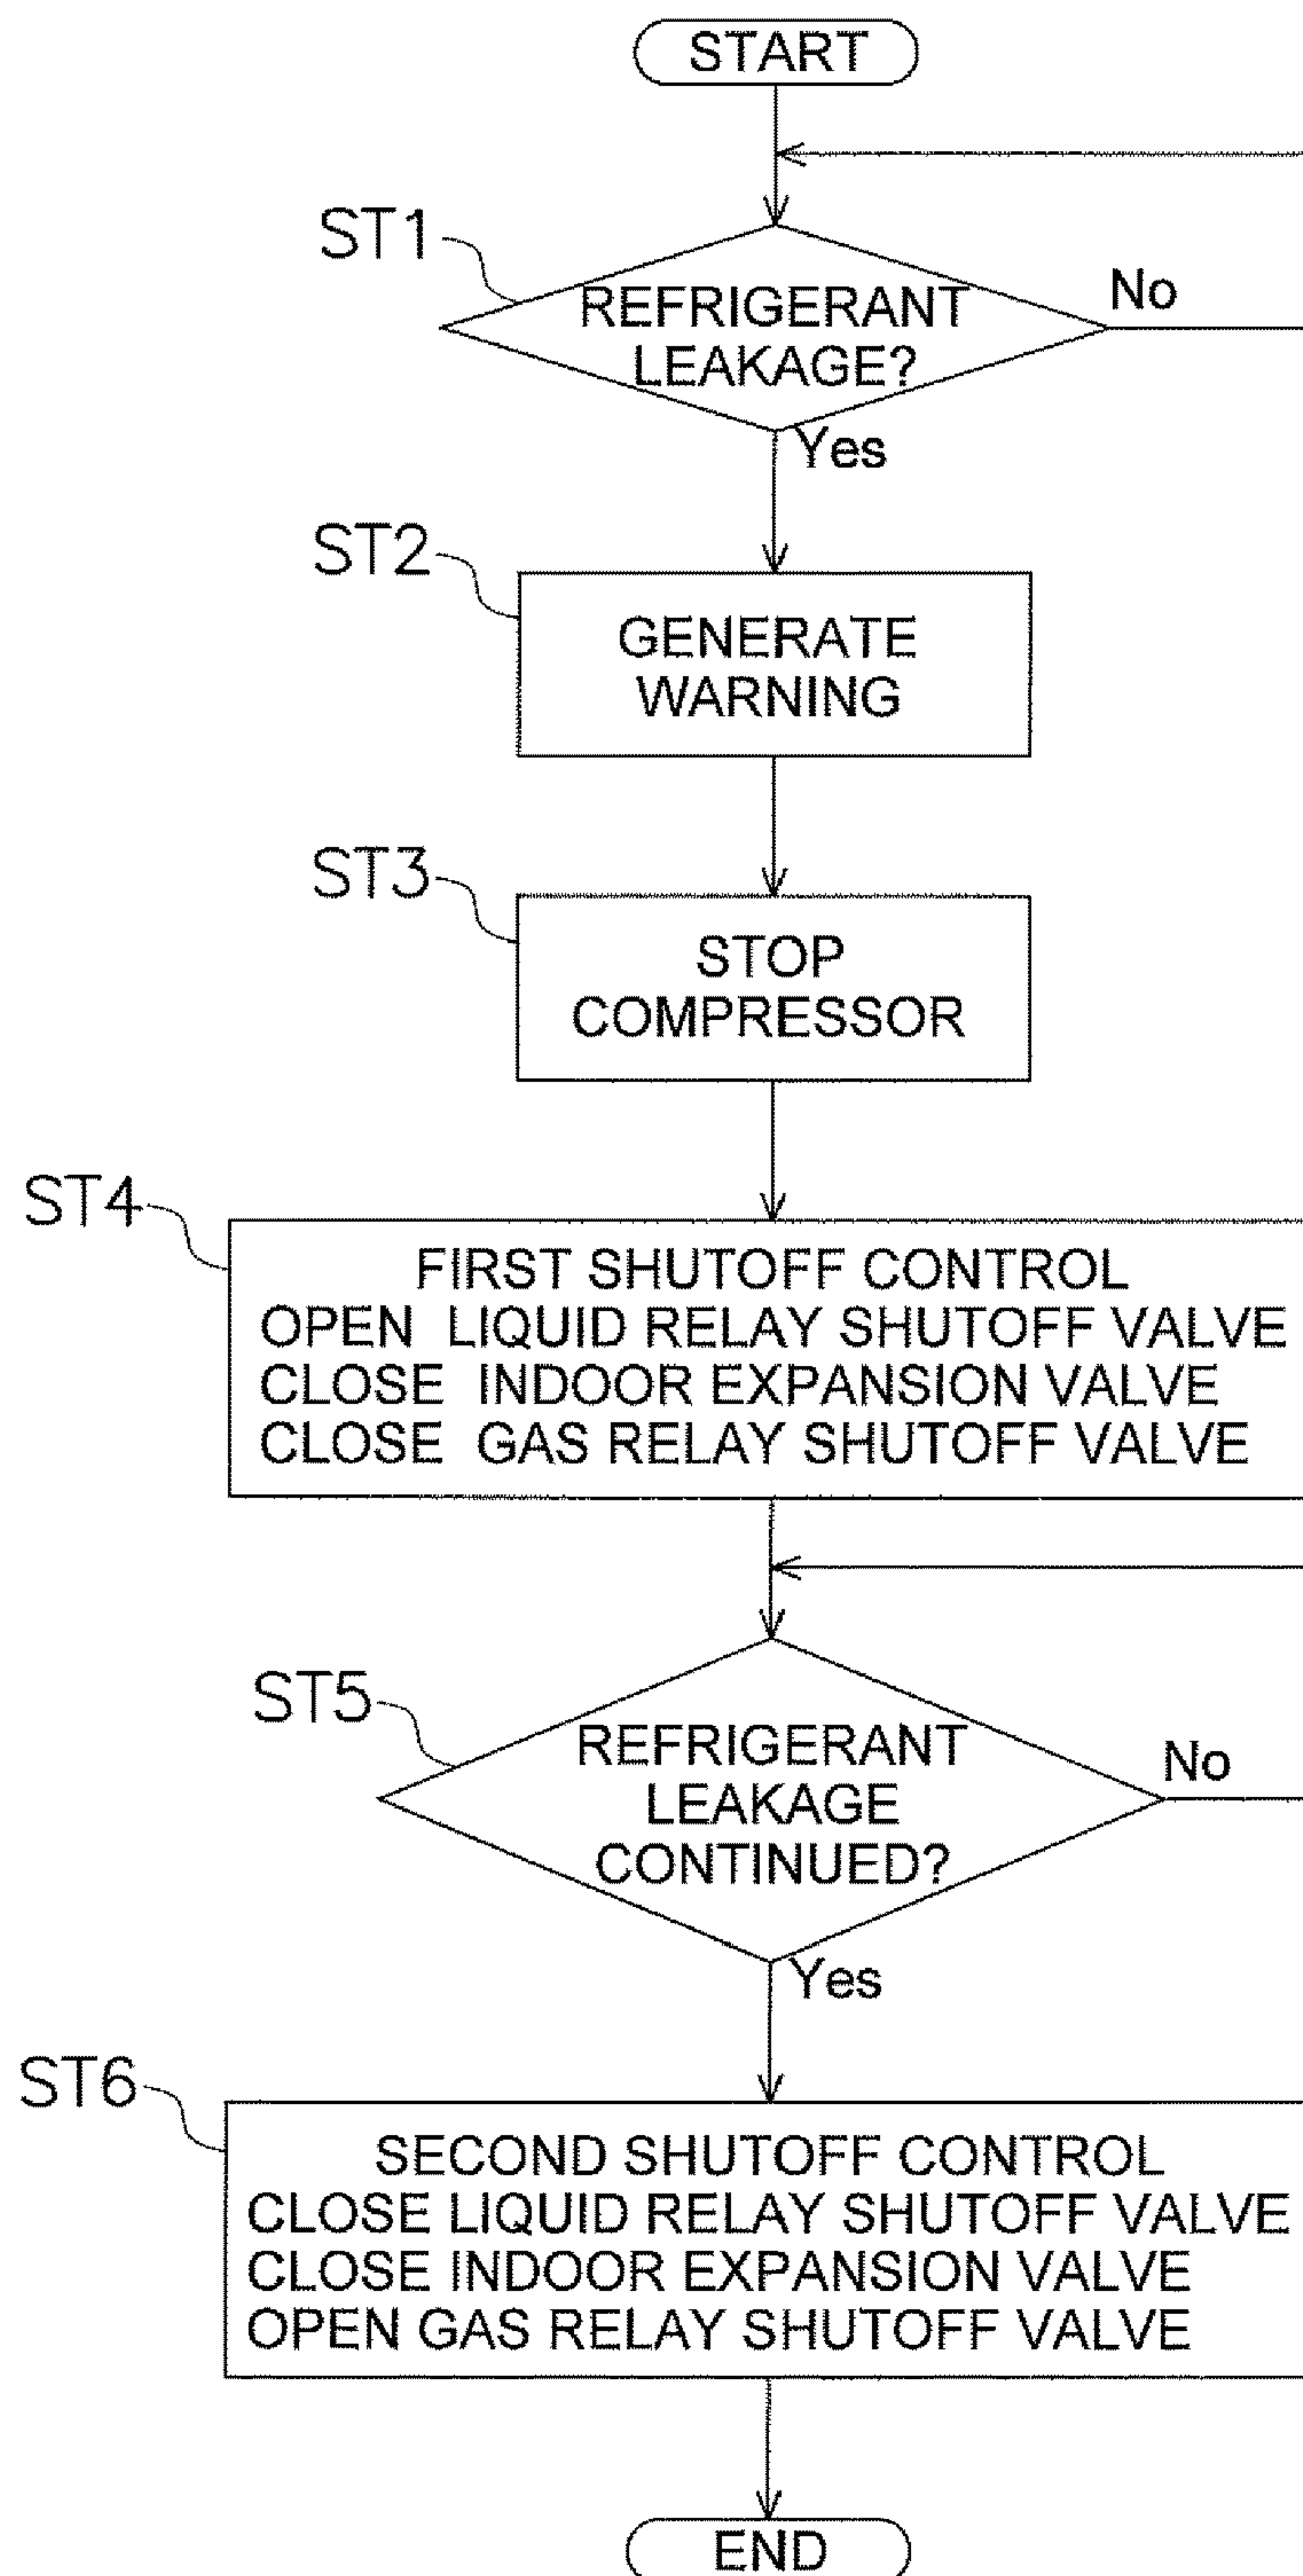 START
ST1
REFRIGERANT
LEAKAGE?
No
Yes
ST2
GENERATE
WARNING
ST3
STOP
COMPRESSOR
ST4
FIRST SHUTOFF CONTROL
OPEN LIQUID RELAY SHUTOFF VALVE
CLOSE INDOOR EXPANSION VALVE
CLOSE GAS RELAY SHUTOFF VALVE
ST5
REFRIGERANT
LEAKAGE
CONTINUED?
No
Yes
ST6
SECOND SHUTOFF CONTROL
CLOSE LIQUID RELAY SHUTOFF VALVE
CLOSE INDOOR EXPANSION VALVE
OPEN GAS RELAY SHUTOFF VALVE
END